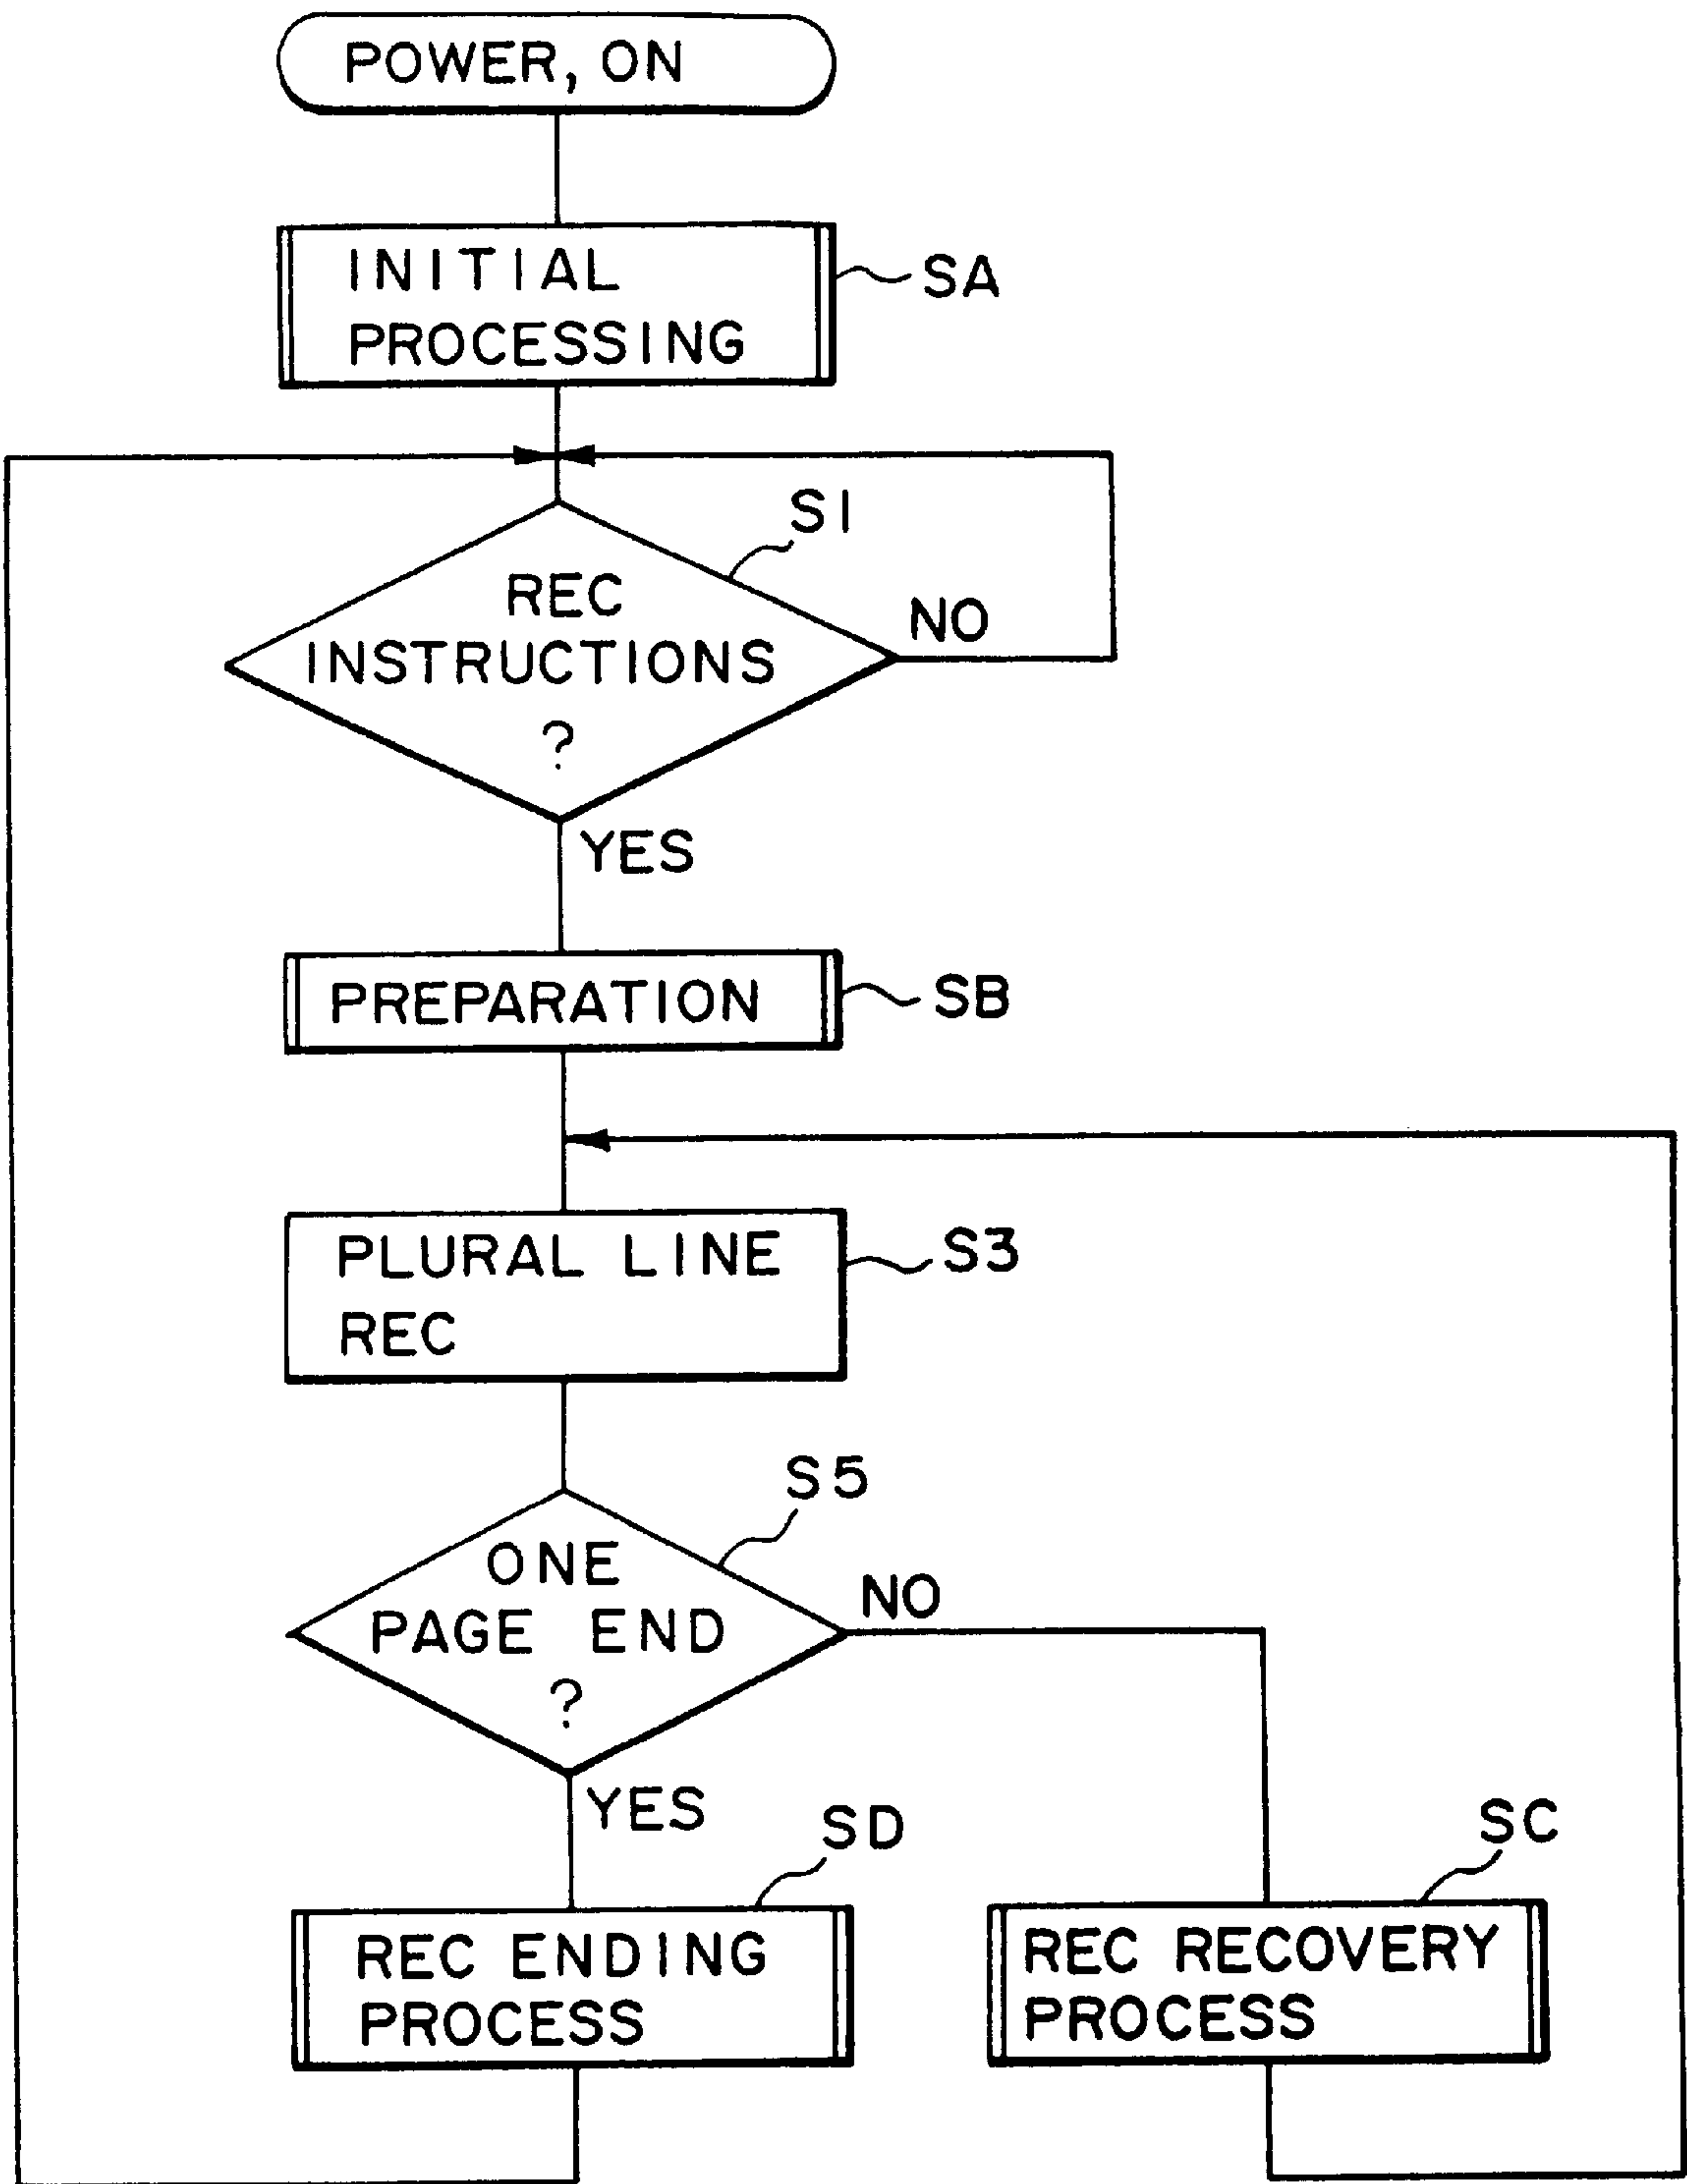 POWER, ON
INITIAL
PROCESSING
SA
S1
REC
INSTRUCTIONS
?
NO
YES
PREPARATION
SB
PLURAL LINE
REC
S3
S5
ONE
PAGE END
?
NO
YES
SD
SC
REC ENDING
PROCESS
REC RECOVERY
PROCESS